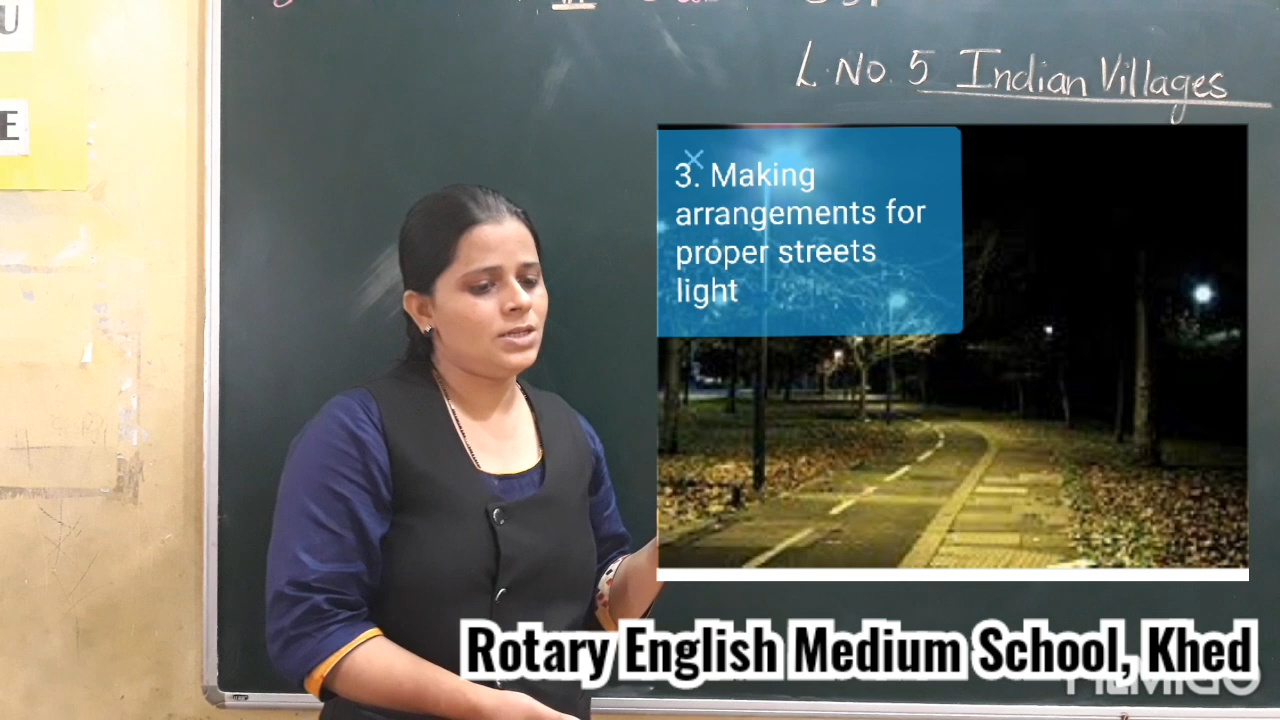 U
E
L. No. 5 Indian Villages
3. Making
arrangements for
proper streets
light
Rotary English Medium School, Khed